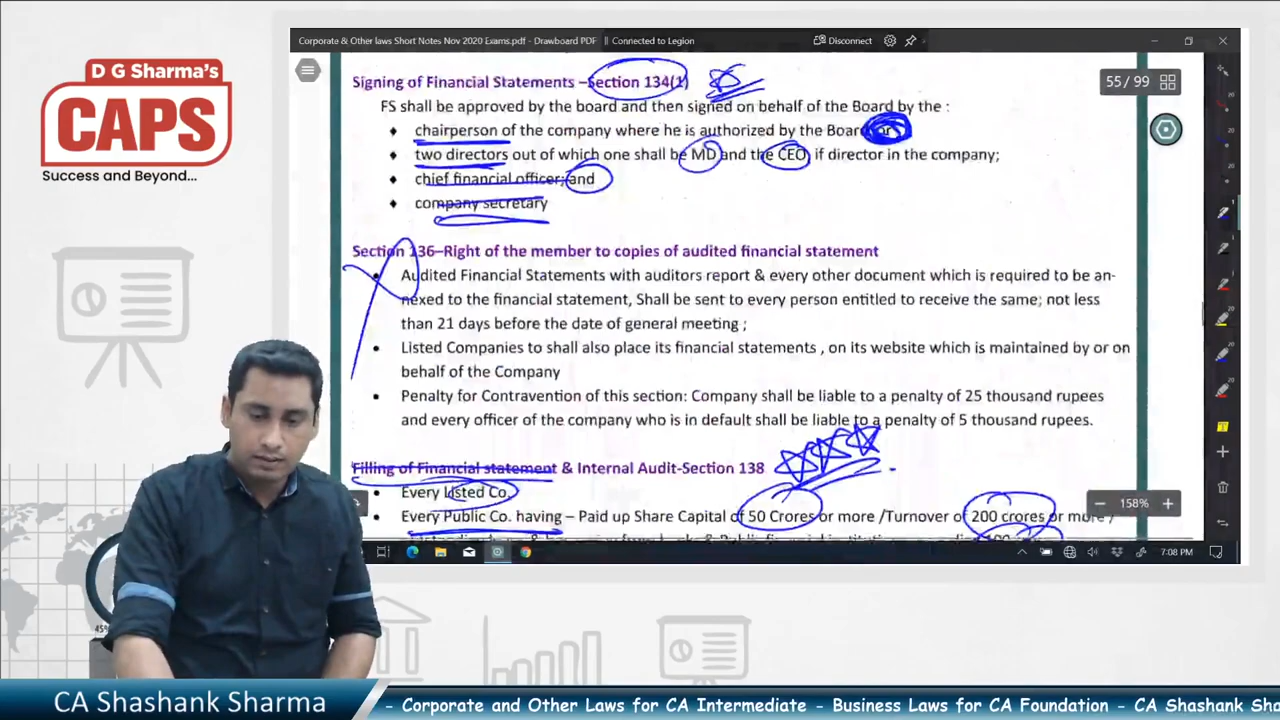 Corporate & Other laws Short Notes Nov 2020 Exams.pdf - Drawboard PDF || Connected to Legion
Disconnect
D G Sharma's
CAPS
Success and Beyond...
55/99
Signing of Financial Statements –Section 134(1)
FS shall be approved by the board and then signed on behalf of the Board by the :
♦ chairperson of the company where he is authorized by the Board or
♦ two directors out of which one shall be MD and the CEO, if director in the company;
♦ chief financial officer; and
♦ company secretary
Section 136–Right of the member to copies of audited financial statement
• Audited Financial Statements with auditors report & every other document which is required to be an-
nexed to the financial statement, Shall be sent to every person entitled to receive the same; not less
than 21 days before the date of general meeting ;
• Listed Companies to shall also place its financial statements , on its website which is maintained by or on
behalf of the Company
• Penalty for Contravention of this section: Company shall be liable to a penalty of 25 thousand rupees
and every officer of the company who is in default shall be liable to a penalty of 5 thousand rupees.
Filling of Financial statement & Internal Audit-Section 138
• Every Listed Co.
• Every Public Co. having – Paid up Share Capital of 50 Crores or more /Turnover of 200 crores or more /
158%
7:08 PM
45%
CA Shashank Sharma
- Corporate and Other Laws for CA Intermediate - Business Laws for CA Foundation - CA Shashank Sha